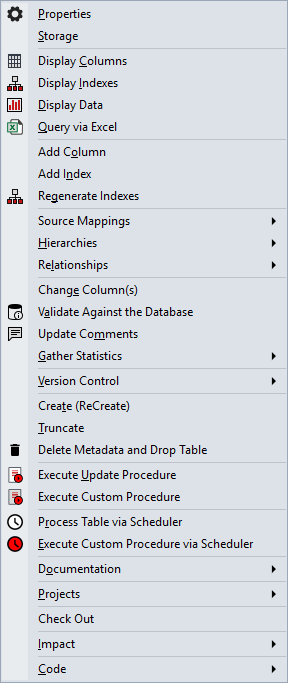 Properties
Storage
Display Columns
Display Indexes
Display Data
Query via Excel
Add Column
Add Index
Regenerate Indexes
Source Mappings
Hierarchies
Relationships
Change Column(s)
Validate Against the Database
Update Comments
Gather Statistics
Version Control
Create (ReCreate)
Truncate
Delete Metadata and Drop Table
Execute Update Procedure
Execute Custom Procedure
Process Table via Scheduler
Execute Custom Procedure via Scheduler
Documentation
Projects
Check Out
Impact
Code